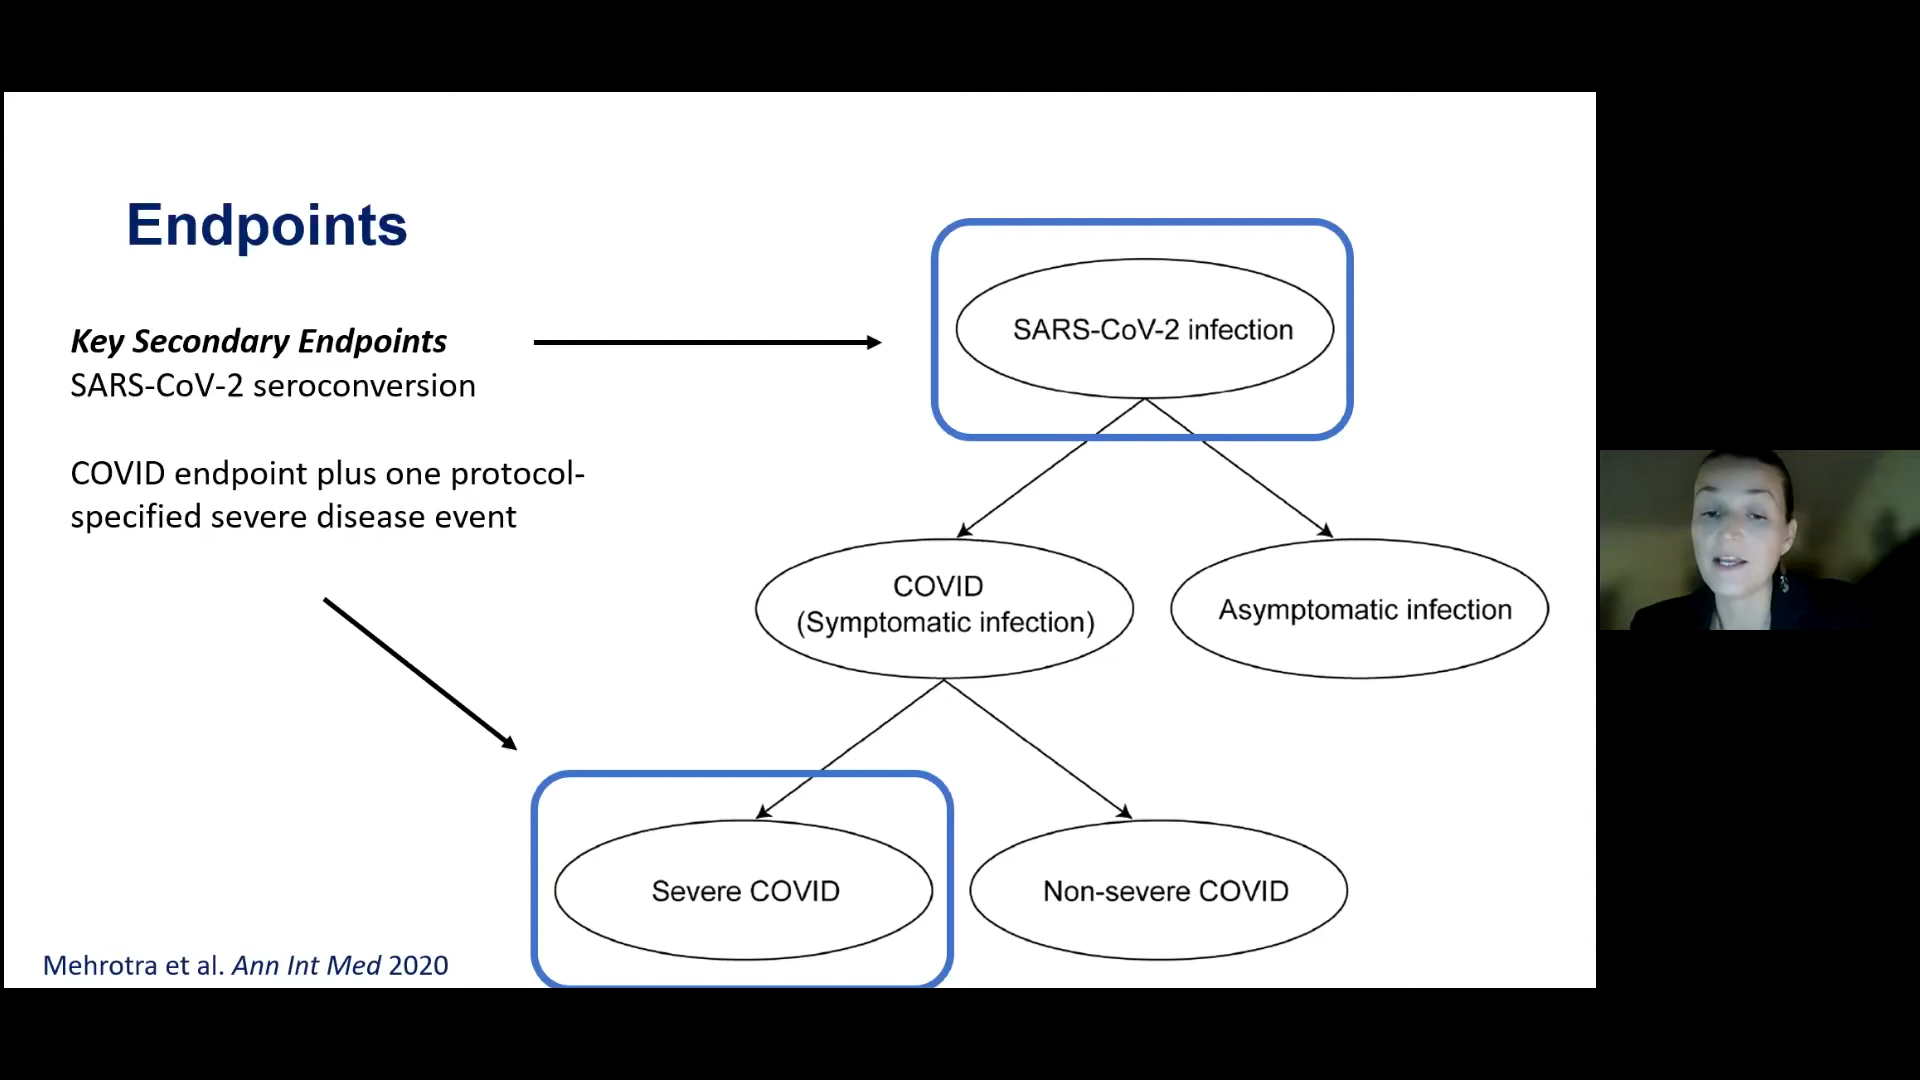 Endpoints
Key Secondary Endpoints
SARS-CoV-2 seroconversion
COVID endpoint plus one protocol-
specified severe disease event
SARS-CoV-2 infection
COVID
(Symptomatic infection)
Asymptomatic infection
Severe COVID
Non-severe COVID
Mehrotra et al. Ann Int Med 2020